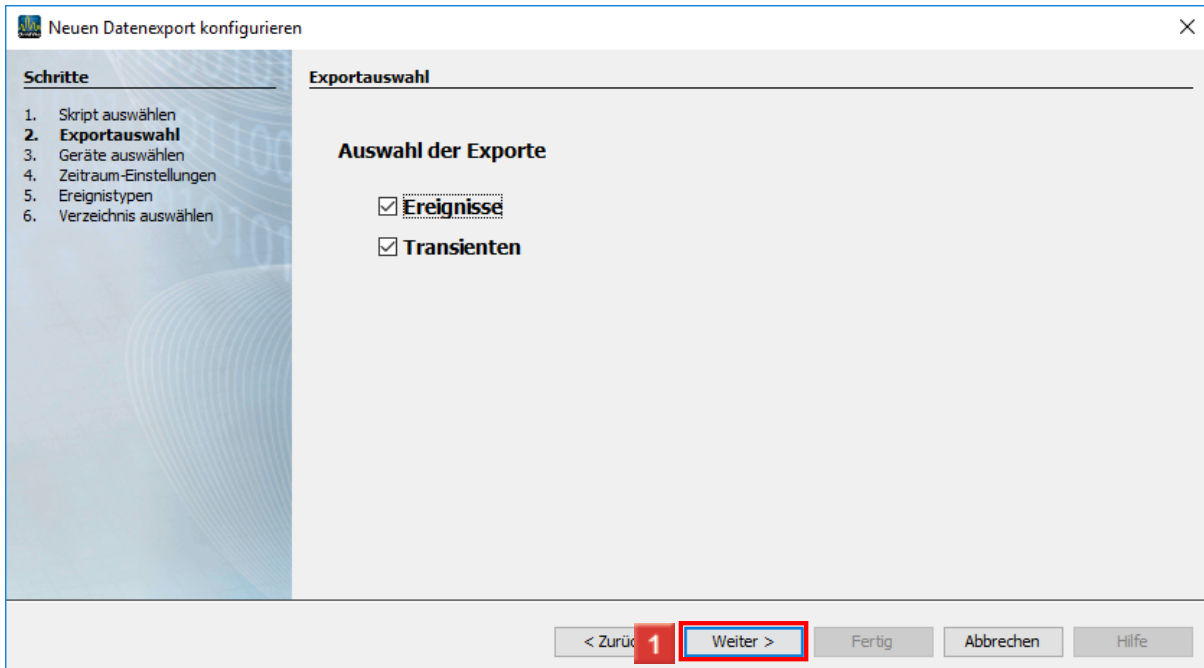 Neuen Datenexport konfigurieren
Schritte
1. Skript auswählen
2. Exportauswahl
3. Geräte auswählen
4. Zeitraum-Einstellungen
5. Ereignistypen
6. Verzeichnis auswählen
Exportauswahl
Auswahl der Exporte
Ereignisse
Transienten
< Zurüc 1 Weiter > Fertig Abbrechen Hilfe